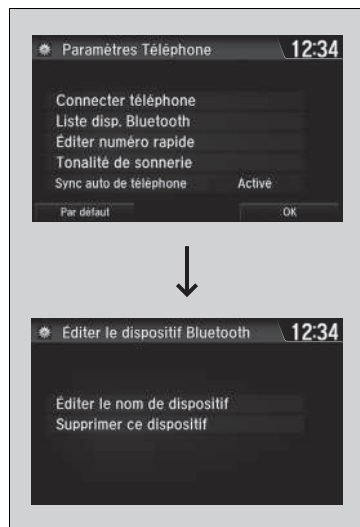 Paramètres Téléphone 12:34
Connecter téléphone
Liste disp. Bluetooth
Éditer numéro rapide
Tonalité de sonnerie
Sync auto de téléphone Activé
Par défaut OK
Éditer le dispositif Bluetooth 12:34
Éditer le nom de dispositif
Supprimer ce dispositif